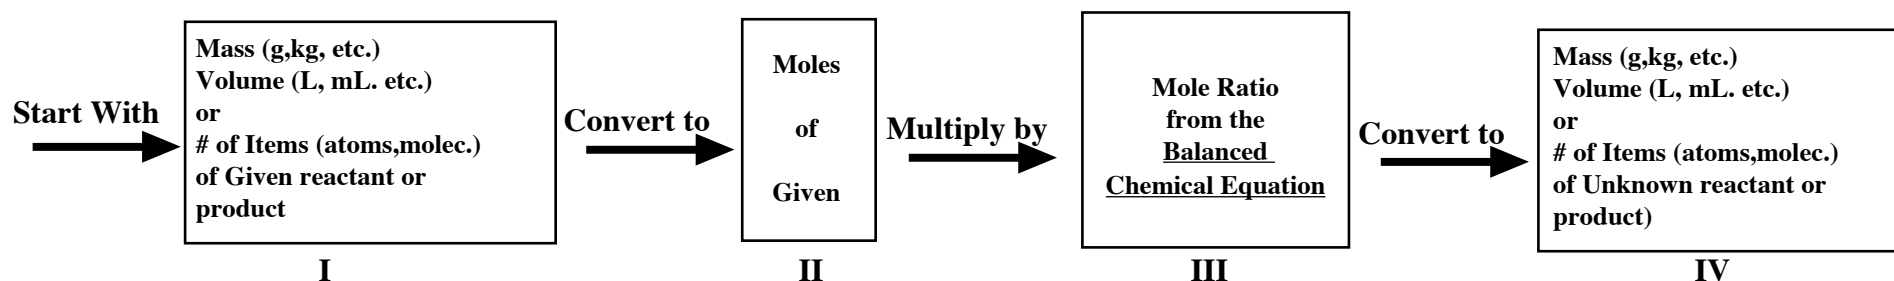 Start With
Mass (g,kg, etc.)
Volume (L, mL. etc.)
or
# of Items (atoms,molec.)
of Given reactant or
product
I
Convert to
Moles
of
Given
II
Multiply by
Mole Ratio
from the
Balanced
Chemical Equation
III
Convert to
Mass (g,kg, etc.)
Volume (L, mL. etc.)
or
# of Items (atoms,molec.)
of Unknown reactant or
product)
IV